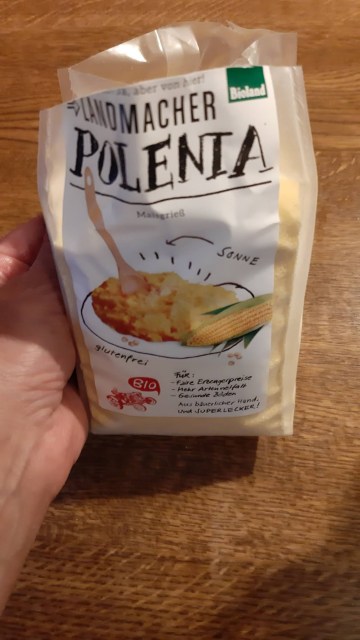 aber von hier!
Bioland
LANDMACHER
POLENTA
Maisgrieß
SONNE
glutenfrei
BIO
Für:
- Faire Erzeugerpreise
- Mehr Artenvielfalt
- Gesunde Böden
Aus bäuerlicher Hand,
Und SUPERLECKER!